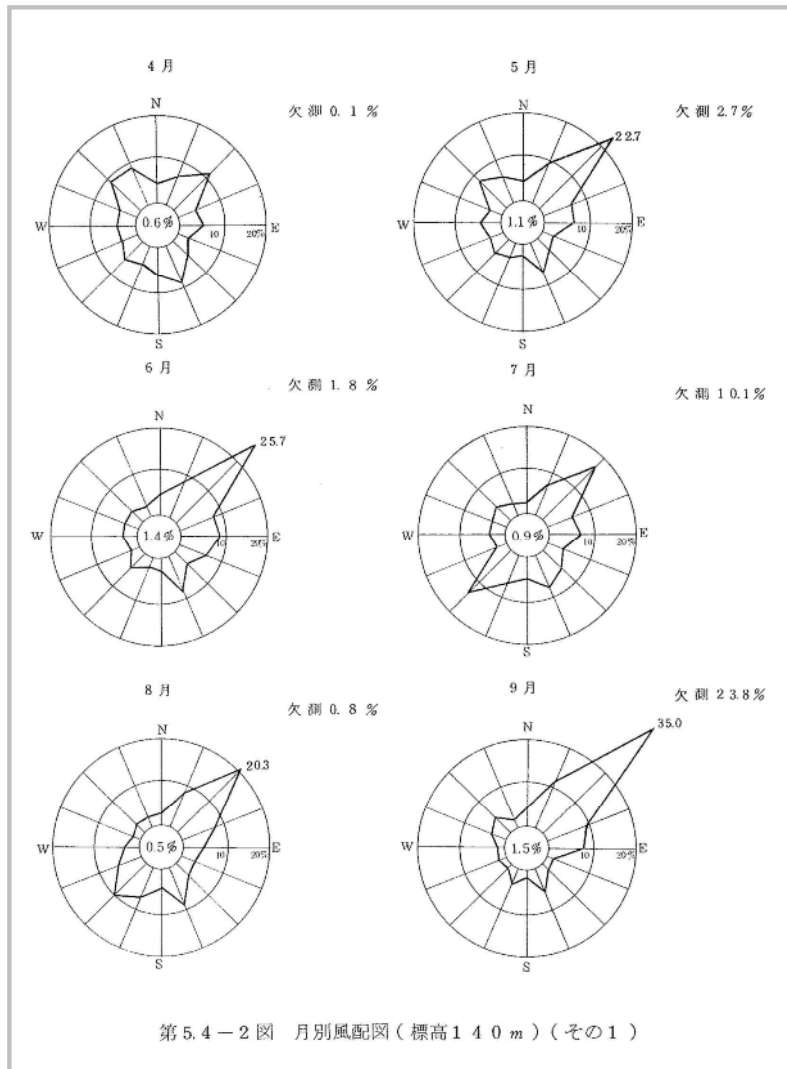 4月
欠測 0.1 %
N
W
0.6 %
10
20%
E
S
5月
欠測 2.7 %
N
22.7
W
1.1 %
10
20%
E
S
6月
欠測 1.8 %
N
25.7
W
1.4 %
10
20%
E
S
7月
欠測 10.1 %
N
W
0.9 %
10
20%
E
S
8月
欠測 0.8 %
N
20.3
W
0.5 %
10
20%
E
S
9月
欠測 23.8 %
35.0
N
W
1.5 %
10
20%
E
S
第5.4-2図 月別風配図(標高140m)(その1)